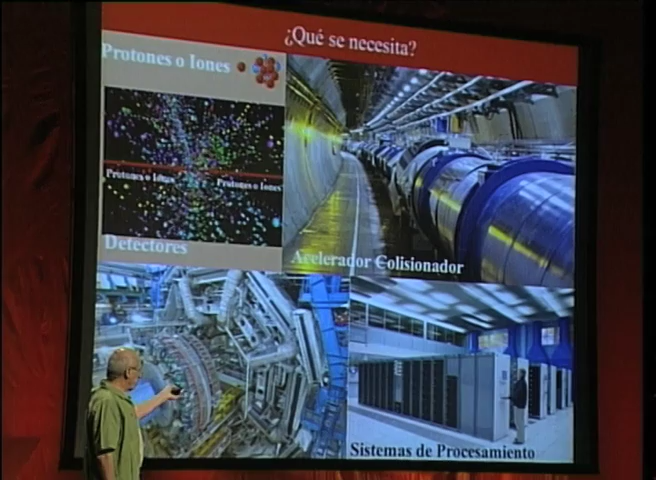 ¿Qué se necesita?
Protones o Iones
Protones o Iones
Protones o Iones
Detectores
Acelerador Colisionador
Sistemas de Procesamiento